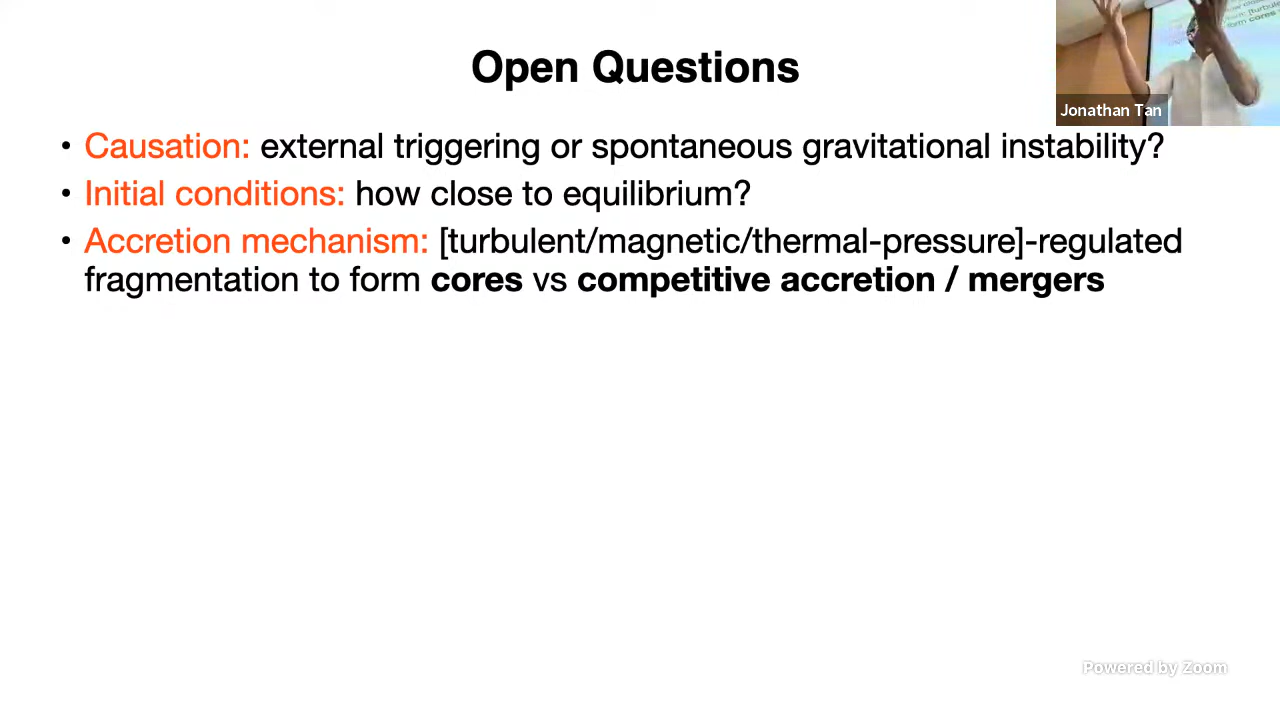 Open Questions
Jonathan Tan
• Causation: external triggering or spontaneous gravitational instability?
• Initial conditions: how close to equilibrium?
• Accretion mechanism: [turbulent/magnetic/thermal-pressure]-regulated
fragmentation to form cores vs competitive accretion / mergers
Powered by Zoom